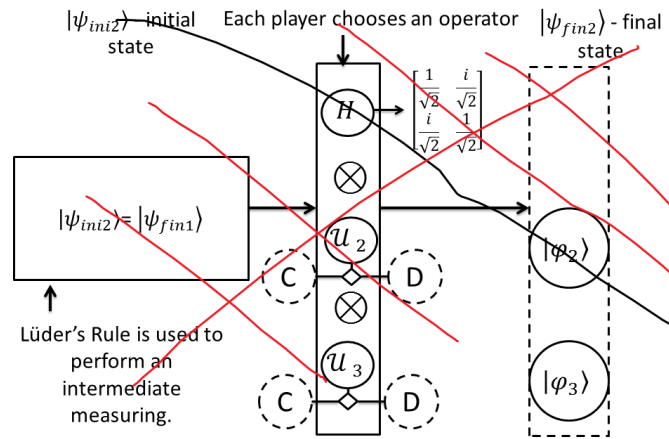 |ψini2⟩ - initial
state
Each player chooses an operator
|ψfin2⟩ - final
state
H
[1/√2 i/√2
i/√2 1/√2]
⊗
|ψini2⟩= |ψfin1⟩
𝒰2
|φ2⟩
C
D
⊗
Lüder's Rule is used to
perform an
intermediate
measuring.
𝒰3
|φ3⟩
C
D